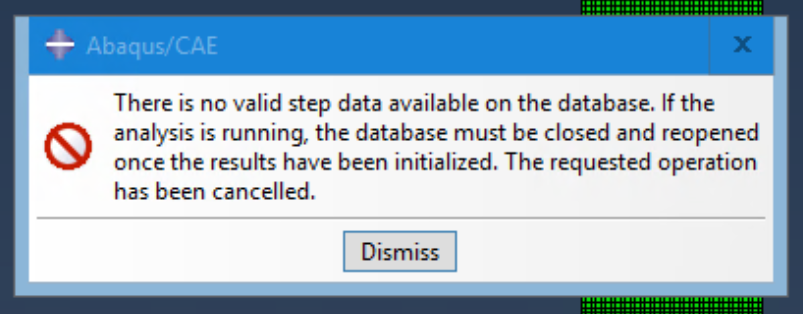 Abaqus/CAE
There is no valid step data available on the database. If the
analysis is running, the database must be closed and reopened
once the results have been initialized. The requested operation
has been cancelled.
Dismiss